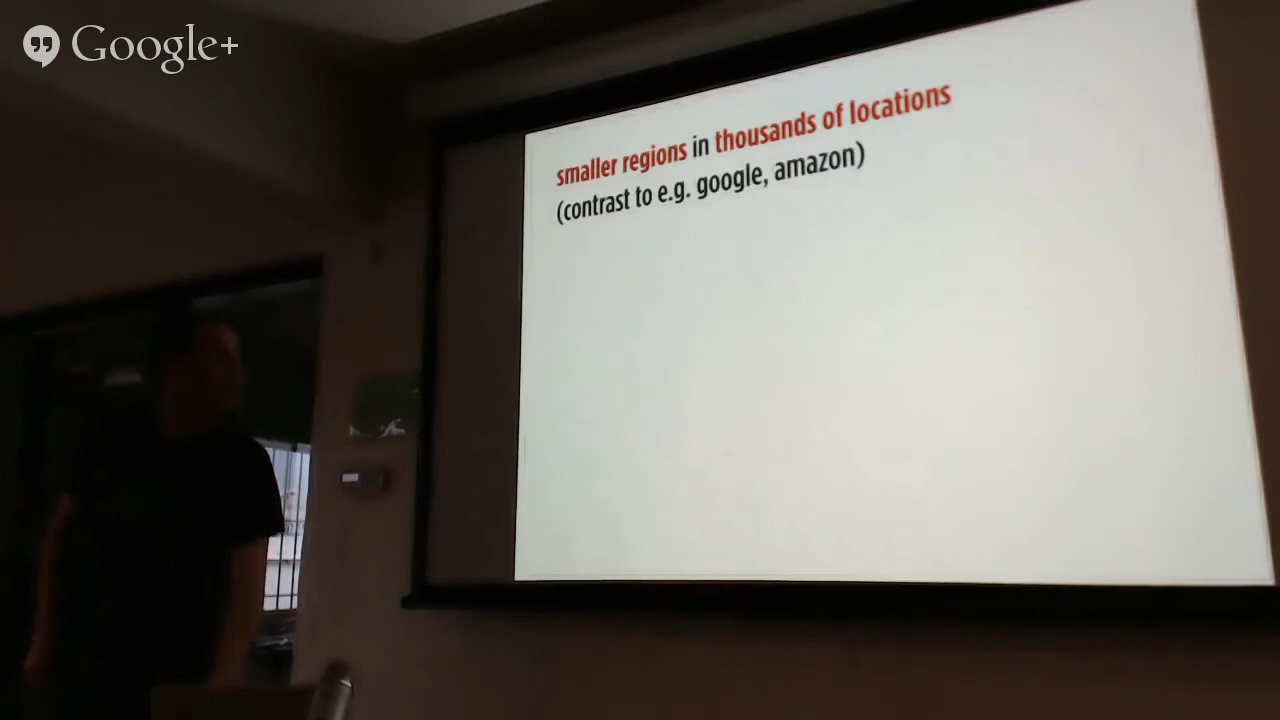 Google+
smaller regions in thousands of locations
(contrast to e.g. google, amazon)